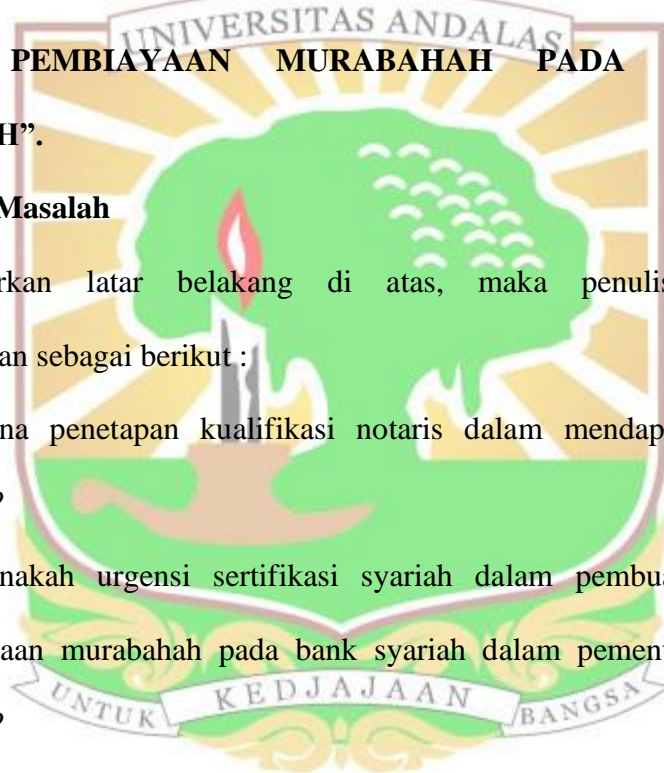 UNIVERSITAS ANDALAS
PEMBIAYAAN MURABAHAH PADA
H”.
Masalah
rkan latar belakang di atas, maka penulis
an sebagai berikut :
na penetapan kualifikasi notaris dalam mendap
?
nakah urgensi sertifikasi syariah dalam pembua
aan murabahah pada bank syariah dalam pement
?
UNTUK KEDJAJAAN BANGSA